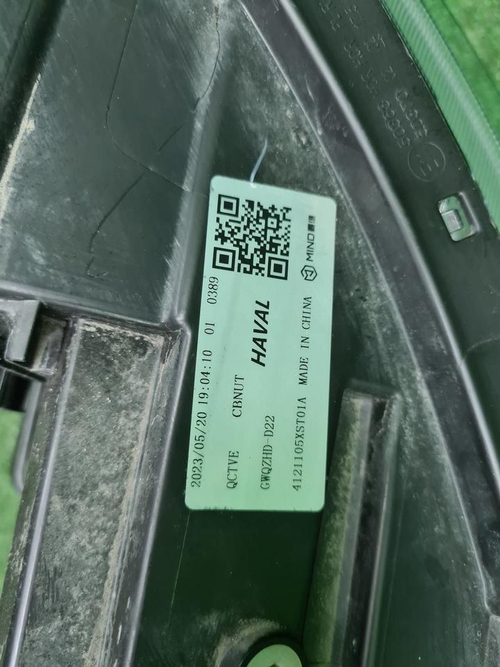 MIND
HAVAL
2023/05/20 19:04:10 01 0389
QCTVE CBNUT
GWQZHD-D22
4121105XST01A MADE IN CHINA